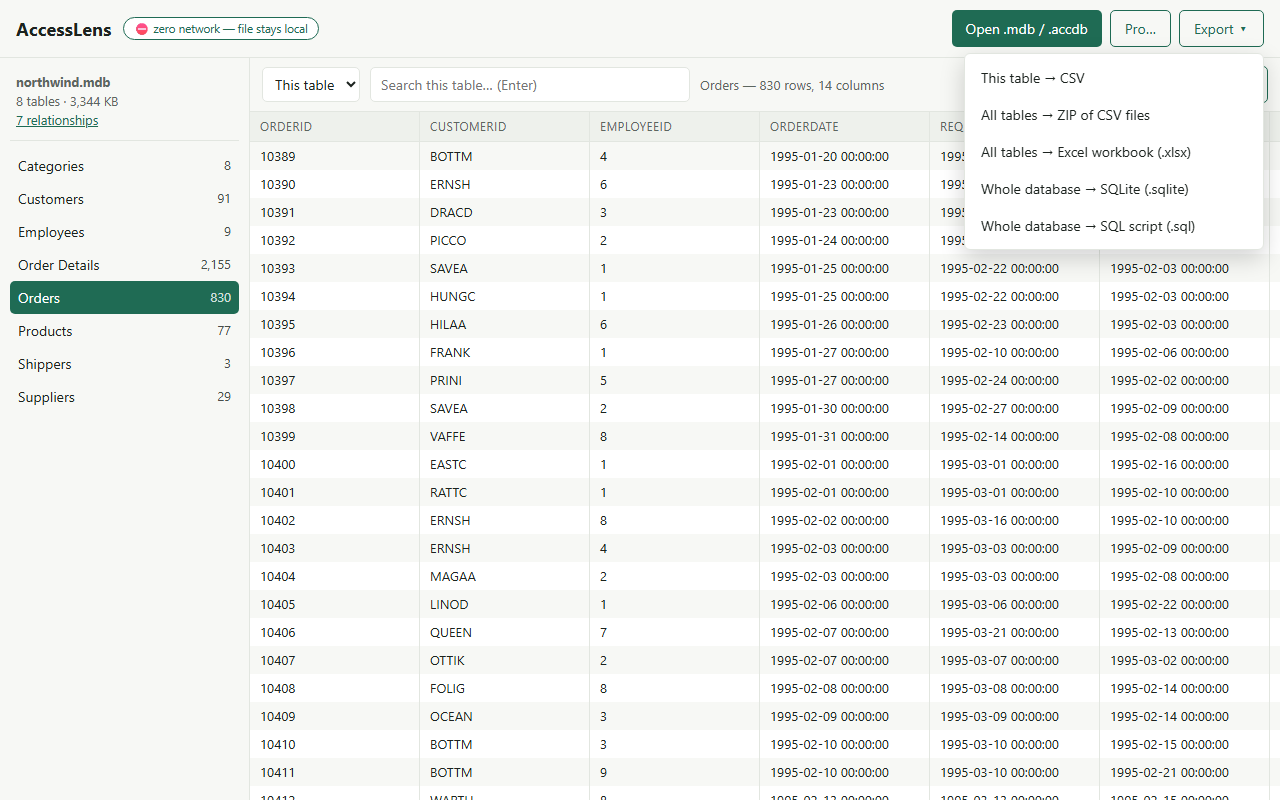 AccessLens
zero network — file stays local
Open .mdb / .accdb
Pro...
Export ▾
northwind.mdb
8 tables · 3,344 KB
7 relationships
Categories 8
Customers 91
Employees 9
Order Details 2,155
Orders 830
Products 77
Shippers 3
Suppliers 29
This table
Search this table... (Enter)
Orders — 830 rows, 14 columns
This table → CSV
All tables → ZIP of CSV files
All tables → Excel workbook (.xlsx)
Whole database → SQLite (.sqlite)
Whole database → SQL script (.sql)
ORDERID CUSTOMERID EMPLOYEEID ORDERDATE REQ
10389 BOTTM 4 1995-01-20 00:00:00 1995
10390 ERNSH 6 1995-01-23 00:00:00 1995
10391 DRACD 3 1995-01-23 00:00:00 1995
10392 PICCO 2 1995-01-24 00:00:00 1995
10393 SAVEA 1 1995-01-25 00:00:00 1995-02-22 00:00:00 1995-02-03 00:00:00
10394 HUNGC 1 1995-01-25 00:00:00 1995-02-22 00:00:00 1995-02-03 00:00:00
10395 HILAA 6 1995-01-26 00:00:00 1995-02-23 00:00:00 1995-02-03 00:00:00
10396 FRANK 1 1995-01-27 00:00:00 1995-02-10 00:00:00 1995-02-06 00:00:00
10397 PRINI 5 1995-01-27 00:00:00 1995-02-24 00:00:00 1995-02-02 00:00:00
10398 SAVEA 2 1995-01-30 00:00:00 1995-02-27 00:00:00 1995-02-09 00:00:00
10399 VAFFE 8 1995-01-31 00:00:00 1995-02-14 00:00:00 1995-02-08 00:00:00
10400 EASTC 1 1995-02-01 00:00:00 1995-03-01 00:00:00 1995-02-16 00:00:00
10401 RATTC 1 1995-02-01 00:00:00 1995-03-01 00:00:00 1995-02-10 00:00:00
10402 ERNSH 8 1995-02-02 00:00:00 1995-03-16 00:00:00 1995-02-10 00:00:00
10403 ERNSH 4 1995-02-03 00:00:00 1995-03-03 00:00:00 1995-02-09 00:00:00
10404 MAGAA 2 1995-02-03 00:00:00 1995-03-03 00:00:00 1995-02-08 00:00:00
10405 LINOD 1 1995-02-06 00:00:00 1995-03-06 00:00:00 1995-02-22 00:00:00
10406 QUEEN 7 1995-02-07 00:00:00 1995-03-21 00:00:00 1995-02-13 00:00:00
10407 OTTIK 2 1995-02-07 00:00:00 1995-03-07 00:00:00 1995-03-02 00:00:00
10408 FOLIG 8 1995-02-08 00:00:00 1995-03-08 00:00:00 1995-02-14 00:00:00
10409 OCEAN 3 1995-02-09 00:00:00 1995-03-09 00:00:00 1995-02-14 00:00:00
10410 BOTTM 3 1995-02-10 00:00:00 1995-03-10 00:00:00 1995-02-15 00:00:00
10411 BOTTM 9 1995-02-10 00:00:00 1995-03-10 00:00:00 1995-02-21 00:00:00